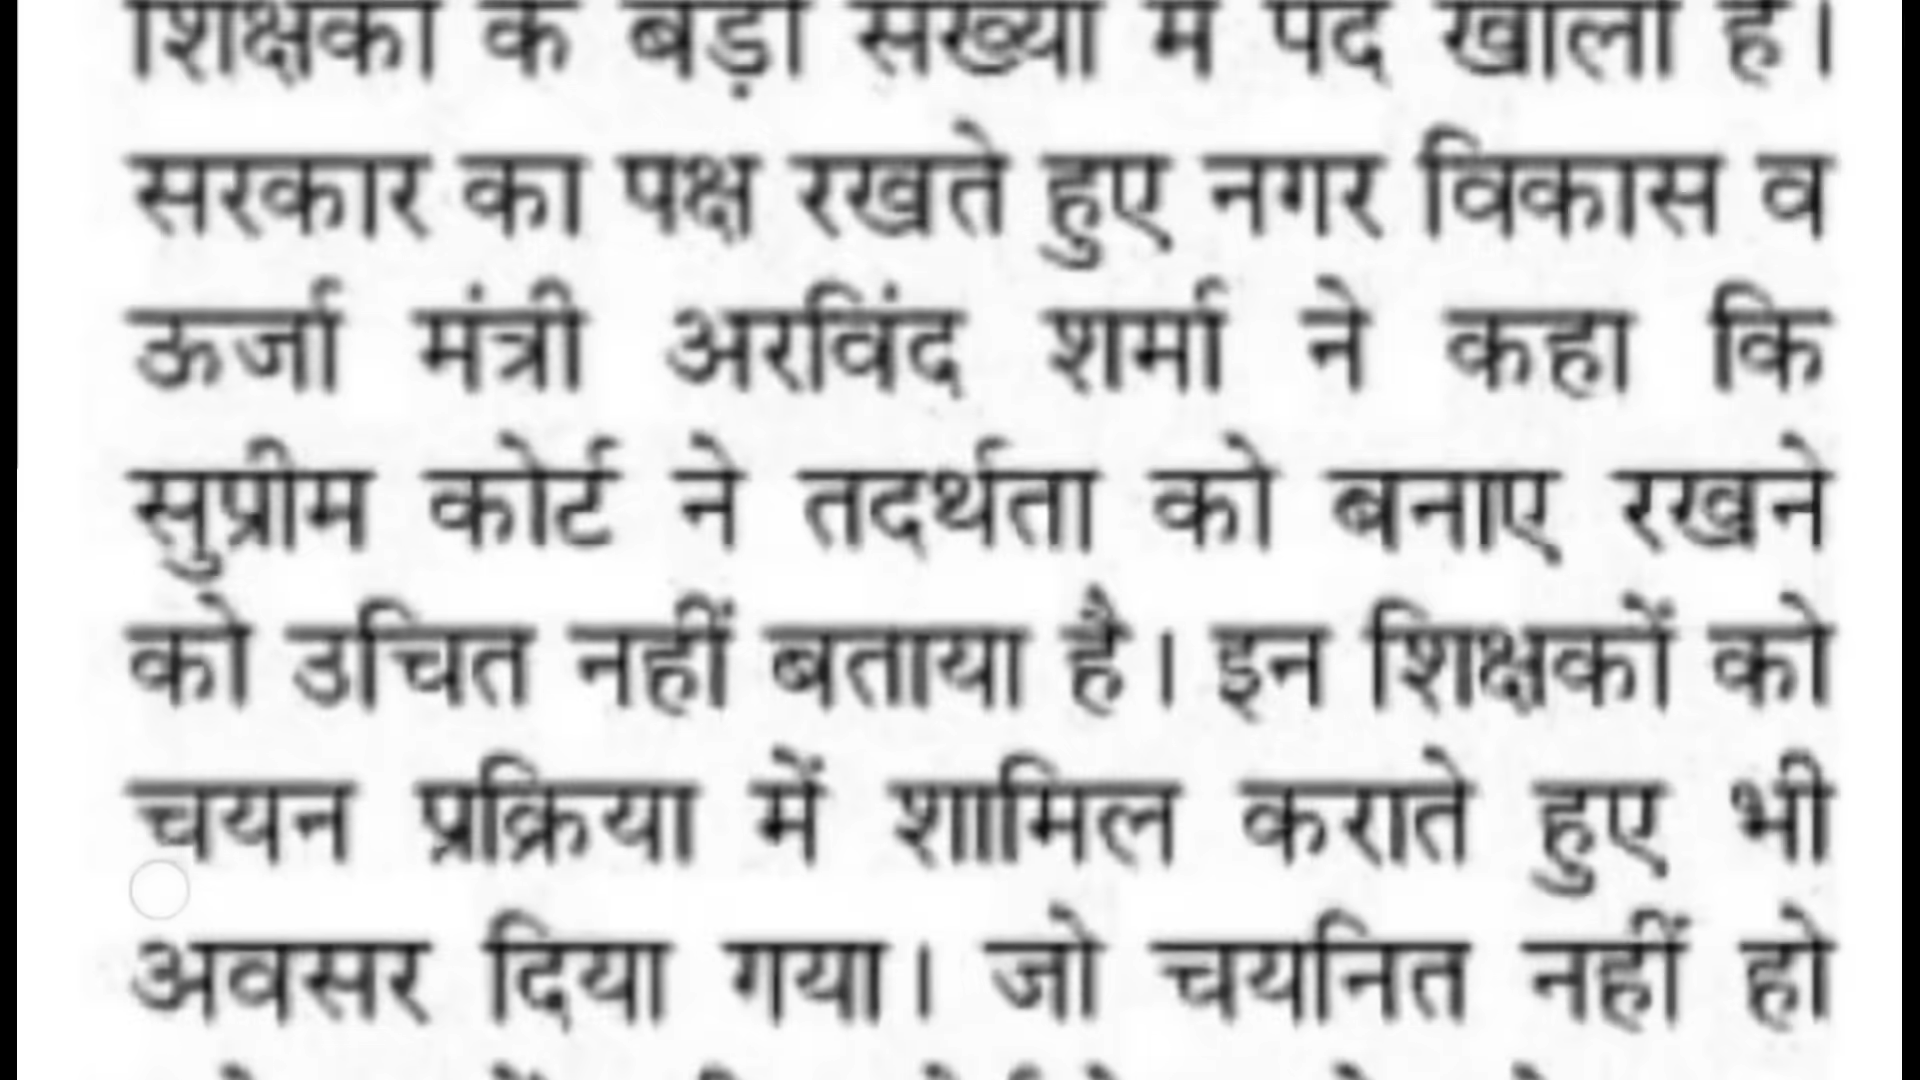 शिक्षकों के बड़ी संख्या में पद खाली हैं।
सरकार का पक्ष रखते हुए नगर विकास व
ऊर्जा मंत्री अरविंद शर्मा ने कहा कि
सुप्रीम कोर्ट ने तदर्थता को बनाए रखने
को उचित नहीं बताया है। इन शिक्षकों को
चयन प्रक्रिया में शामिल कराते हुए भी
अवसर दिया गया। जो चयनित नहीं हो